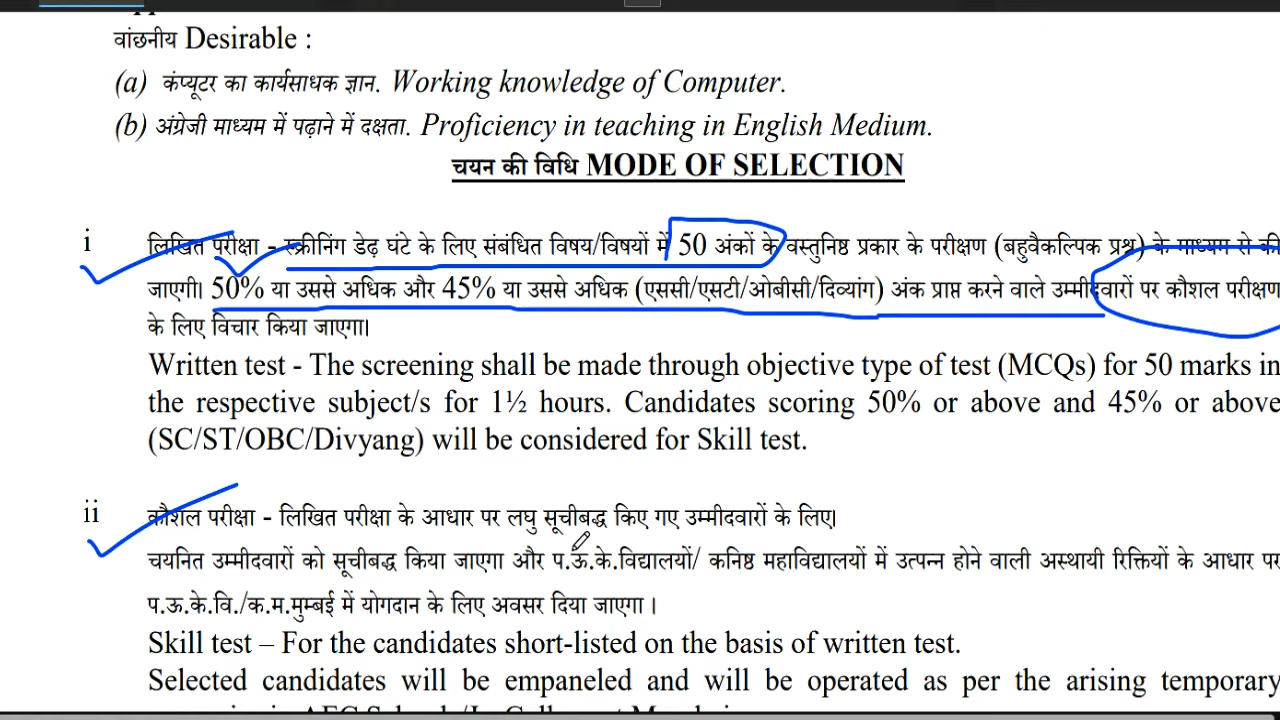 वांछनीय Desirable :
(a) कंप्यूटर का कार्यसाधक ज्ञान. Working knowledge of Computer.
(b) अंग्रेजी माध्यम में पढ़ाने में दक्षता. Proficiency in teaching in English Medium.
चयन की विधि MODE OF SELECTION
i लिखित परीक्षा - स्क्रीनिंग डेढ़ घंटे के लिए संबंधित विषय/विषयों में 50 अंकों के वस्तुनिष्ठ प्रकार के परीक्षण (बहुवैकल्पिक प्रश्न) के माध्यम से की
जाएगी। 50% या उससे अधिक और 45% या उससे अधिक (एससी/एसटी/ओबीसी/दिव्यांग) अंक प्राप्त करने वाले उम्मीदवारों पर कौशल परीक्षण
के लिए विचार किया जाएगा।
Written test - The screening shall be made through objective type of test (MCQs) for 50 marks in
the respective subject/s for 1½ hours. Candidates scoring 50% or above and 45% or above
(SC/ST/OBC/Divyang) will be considered for Skill test.
ii कौशल परीक्षा - लिखित परीक्षा के आधार पर लघु सूचीबद्ध किए गए उम्मीदवारों के लिए।
चयनित उम्मीदवारों को सूचीबद्ध किया जाएगा और प.ऊ.के.विद्यालयों/ कनिष्ठ महाविद्यालयों में उत्पन्न होने वाली अस्थायी रिक्तियों के आधार पर
प.ऊ.के.वि./क.म.मुम्बई में योगदान के लिए अवसर दिया जाएगा।
Skill test – For the candidates short-listed on the basis of written test.
Selected candidates will be empaneled and will be operated as per the arising temporary